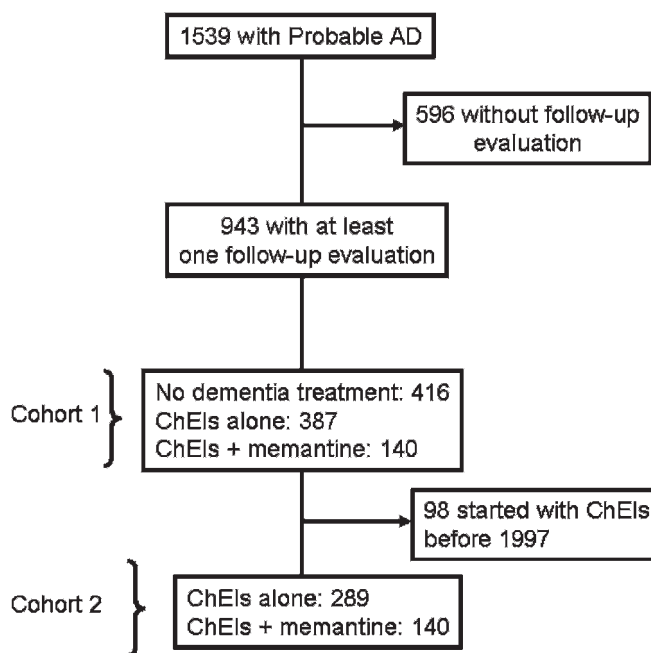 1539 with Probable AD
596 without follow-up
evaluation
943 with at least
one follow-up evaluation
Cohort 1
No dementia treatment: 416
ChEIs alone: 387
ChEIs + memantine: 140
98 started with ChEIs
before 1997
Cohort 2
ChEIs alone: 289
ChEIs + memantine: 140